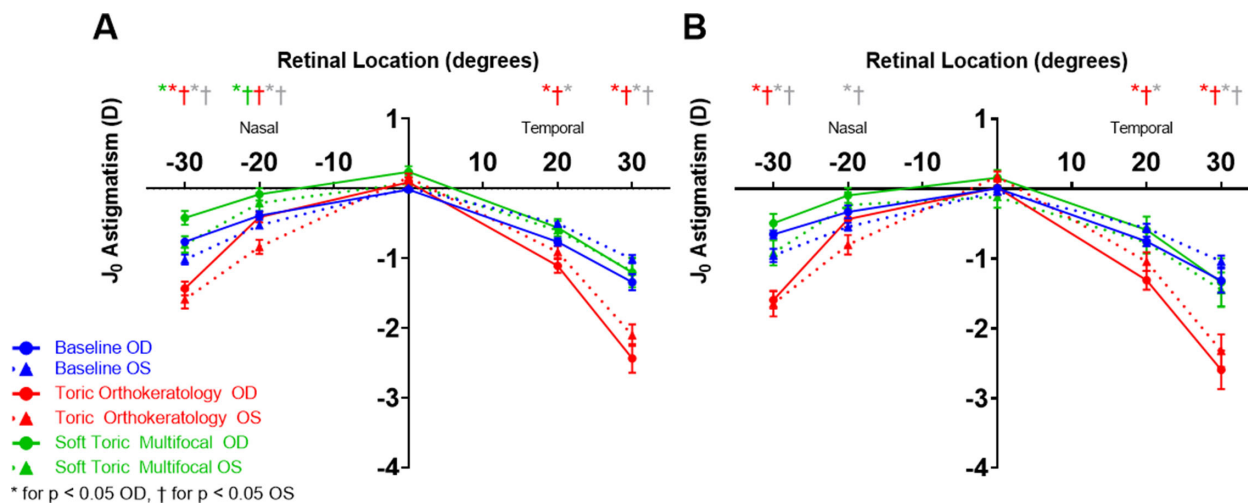 A
Retinal Location (degrees)
**†*† *††*† *†* *†*†
Nasal
Temporal
J0 Astigmatism (D)
1
-30 -20 -10 10 20 30
-1
-2
-3
-4
B
Retinal Location (degrees)
*†*† *† *†* *†*†
Nasal
Temporal
J0 Astigmatism (D)
1
-30 -20 -10 10 20 30
-1
-2
-3
-4
Baseline OD
Baseline OS
Toric Orthokeratology OD
Toric Orthokeratology OS
Soft Toric Multifocal OD
Soft Toric Multifocal OS
* for p < 0.05 OD, † for p < 0.05 OS